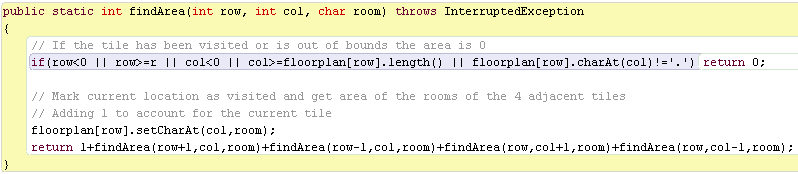 public static int findArea(int row, int col, char room) throws InterruptedException
{
// If the tile has been visited or is out of bounds the area is 0
if(row<0 || row>=r || col<0 || col>=floorplan[row].length() || floorplan[row].charAt(col)!='.') return 0;
// Mark current location as visited and get area of the rooms of the 4 adjacent tiles
// Adding 1 to account for the current tile
floorplan[row].setCharAt(col,room);
return 1+findArea(row+1,col,room)+findArea(row-1,col,room)+findArea(row,col+1,room)+findArea(row,col-1,room);
}